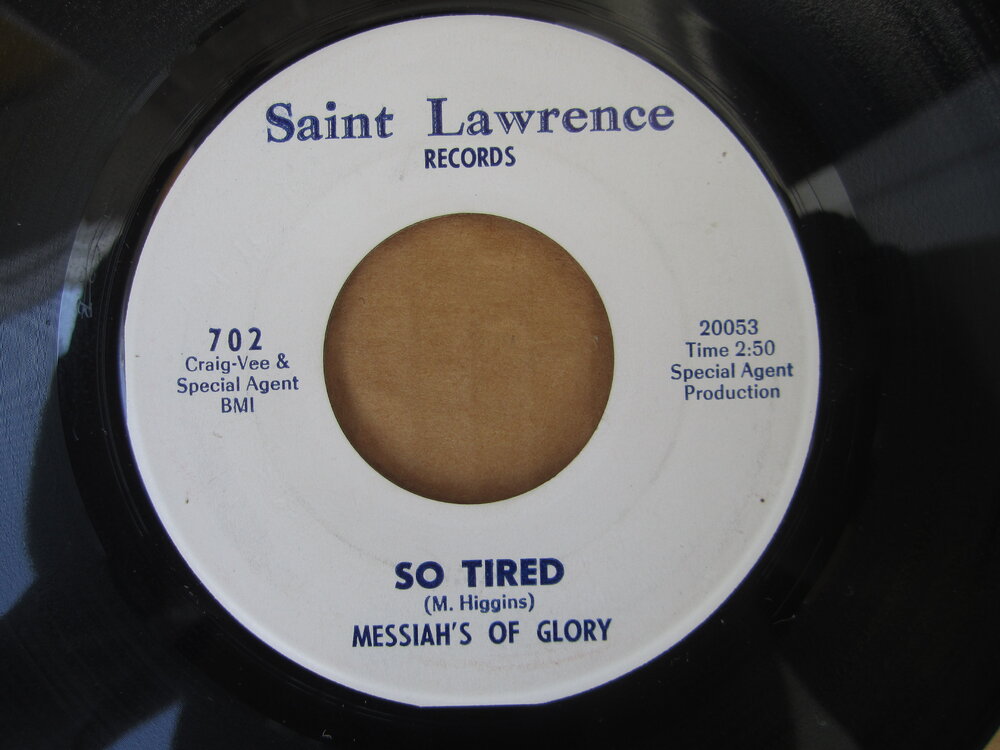 Saint Lawrence
RECORDS
702
Craig-Vee &
Special Agent
BMI
20053
Time 2:50
Special Agent
Production
SO TIRED
(M. Higgins)
MESSIAH'S OF GLORY